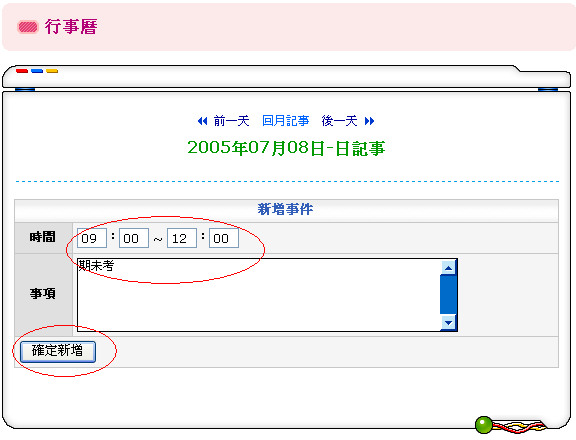 行事曆
前一天 回月記事 後一天
2005年07月08日-日記事
新增事件
時間 09 : 00 ~ 12 : 00
事項 期末考
確定新增